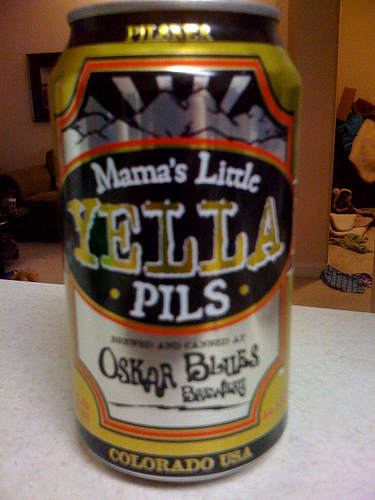 PILSNER
Mama's Little
YELLA
PILS
BREWED AND CANNED AT
OSKAR BLUES
BREWERY
COLORADO USA